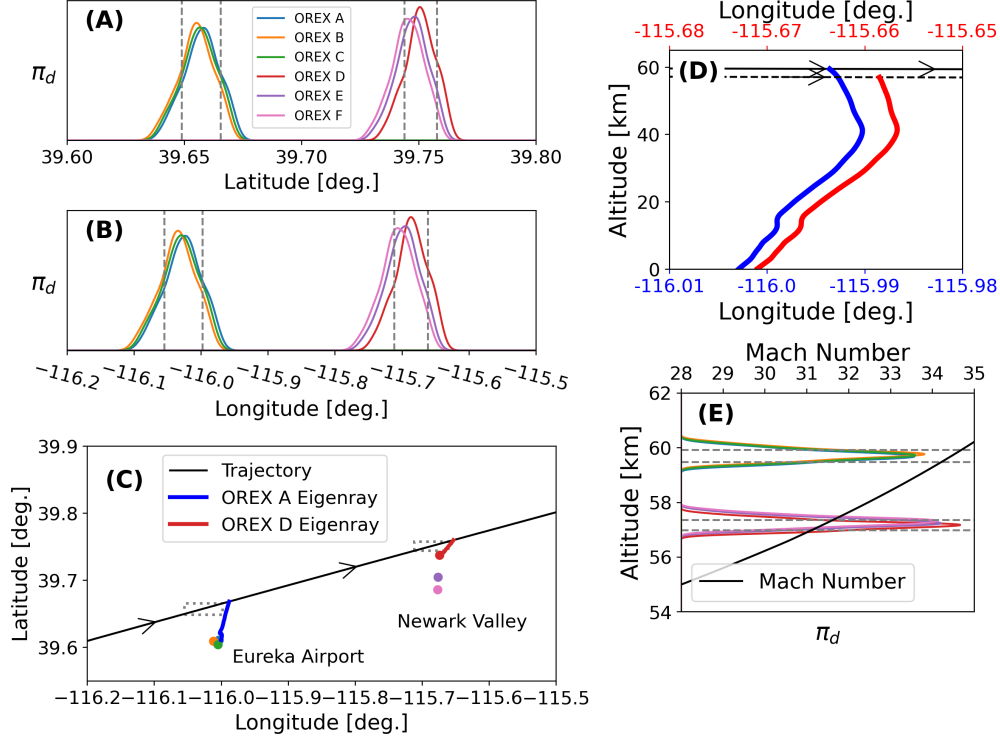 (A)
OREX A
OREX B
OREX C
OREX D
OREX E
OREX F
π_d
39.60 39.65 39.70 39.75 39.80
Latitude [deg.]
(B)
π_d
−116.2 −116.1 −116.0 −115.9 −115.8 −115.7 −115.6 −115.5
Longitude [deg.]
(C)
Trajectory
OREX A Eigenray
OREX D Eigenray
39.9
39.8
39.7
39.6
Latitude [deg.]
Newark Valley
Eureka Airport
−116.2 −116.1 −116.0 −115.9 −115.8 −115.7 −115.6 −115.5
Longitude [deg.]
Longitude [deg.]
-115.68 -115.67 -115.66 -115.65
(D)
60
40
20
0
Altitude [km]
-116.01 -116.0 -115.99 -115.98
Longitude [deg.]
Mach Number
28 29 30 31 32 33 34 35
(E)
62
60
58
56
54
Altitude [km]
Mach Number
π_d